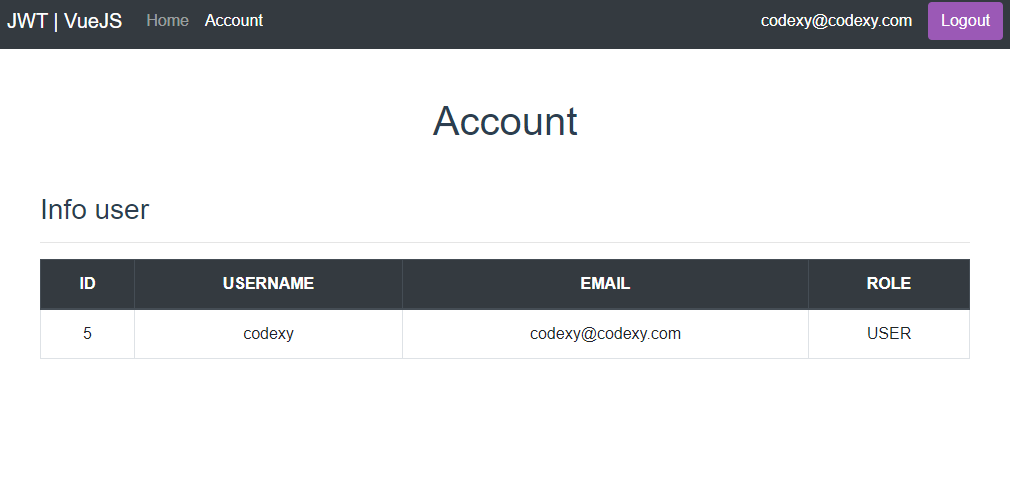 JWT | VueJS Home Account codexy@codexy.com Logout
Account
Info user
ID USERNAME EMAIL ROLE
5 codexy codexy@codexy.com USER